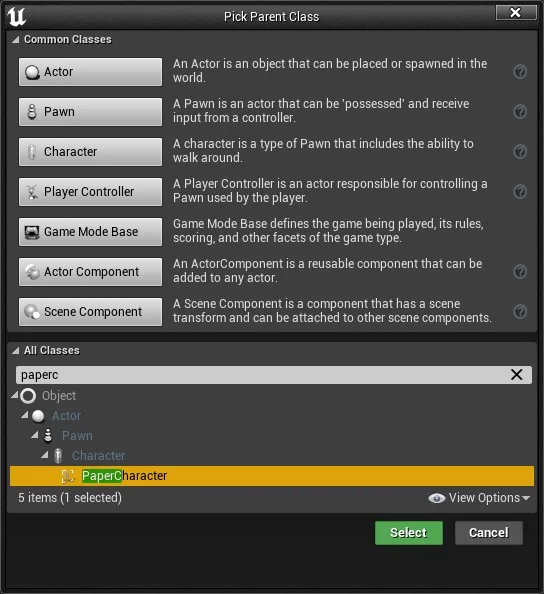 Pick Parent Class
Common Classes
Actor
An Actor is an object that can be placed or spawned in the
world.
Pawn
A Pawn is an actor that can be 'possessed' and receive
input from a controller.
Character
A character is a type of Pawn that includes the ability to
walk around.
Player Controller
A Player Controller is an actor responsible for controlling a
Pawn used by the player.
Game Mode Base
Game Mode Base defines the game being played, its rules,
scoring, and other facets of the game type.
Actor Component
An ActorComponent is a reusable component that can be
added to any actor.
Scene Component
A Scene Component is a component that has a scene
transform and can be attached to other scene components.
All Classes
paperc
Object
Actor
Pawn
Character
PaperCharacter
5 items (1 selected)
View Options
Select
Cancel